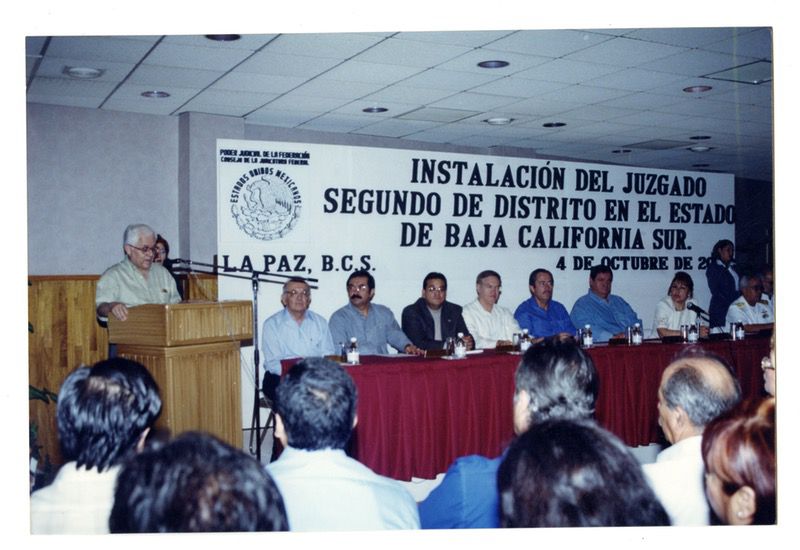 PODER JUDICIAL DE LA FEDERACIÓN
CONSEJO DE LA JUDICATURA FEDERAL
ESTADOS UNIDOS MEXICANOS
INSTALACIÓN DEL JUZGADO
SEGUNDO DE DISTRITO EN EL ESTADO
DE BAJA CALIFORNIA SUR.
LA PAZ, B.C.S.
4 DE OCTUBRE DE